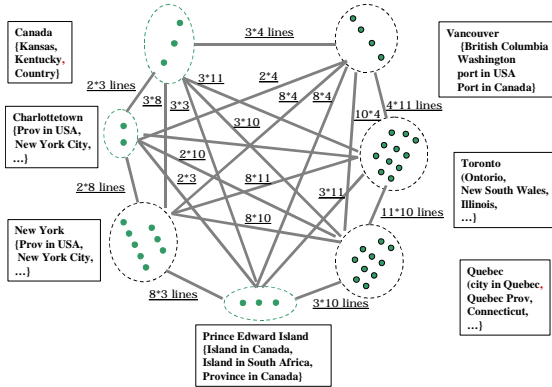 Canada
{Kansas,
Kentucky,
Country}
3*4 lines
Vancouver
{British Columbia
Washington
port in USA
Port in Canada}
2*3 lines
3*8
3*3
3*11
2*4
8*4
8*4
10*4
4*11 lines
Charlottetown
{Prov in USA,
New York City,
...}
3*10
2*10
2*3
8*11
3*11
Toronto
(Ontorio,
New South Wales,
Illinois,
...}
2*8 lines
8*10
11*10 lines
New York
{Prov in USA,
New York City,
...}
8*3 lines
3*10 lines
Quebec
(city in Quebec,
Quebec Prov,
Connecticut,
...}
Prince Edward Island
{Island in Canada,
Island in South Africa,
Province in Canada}